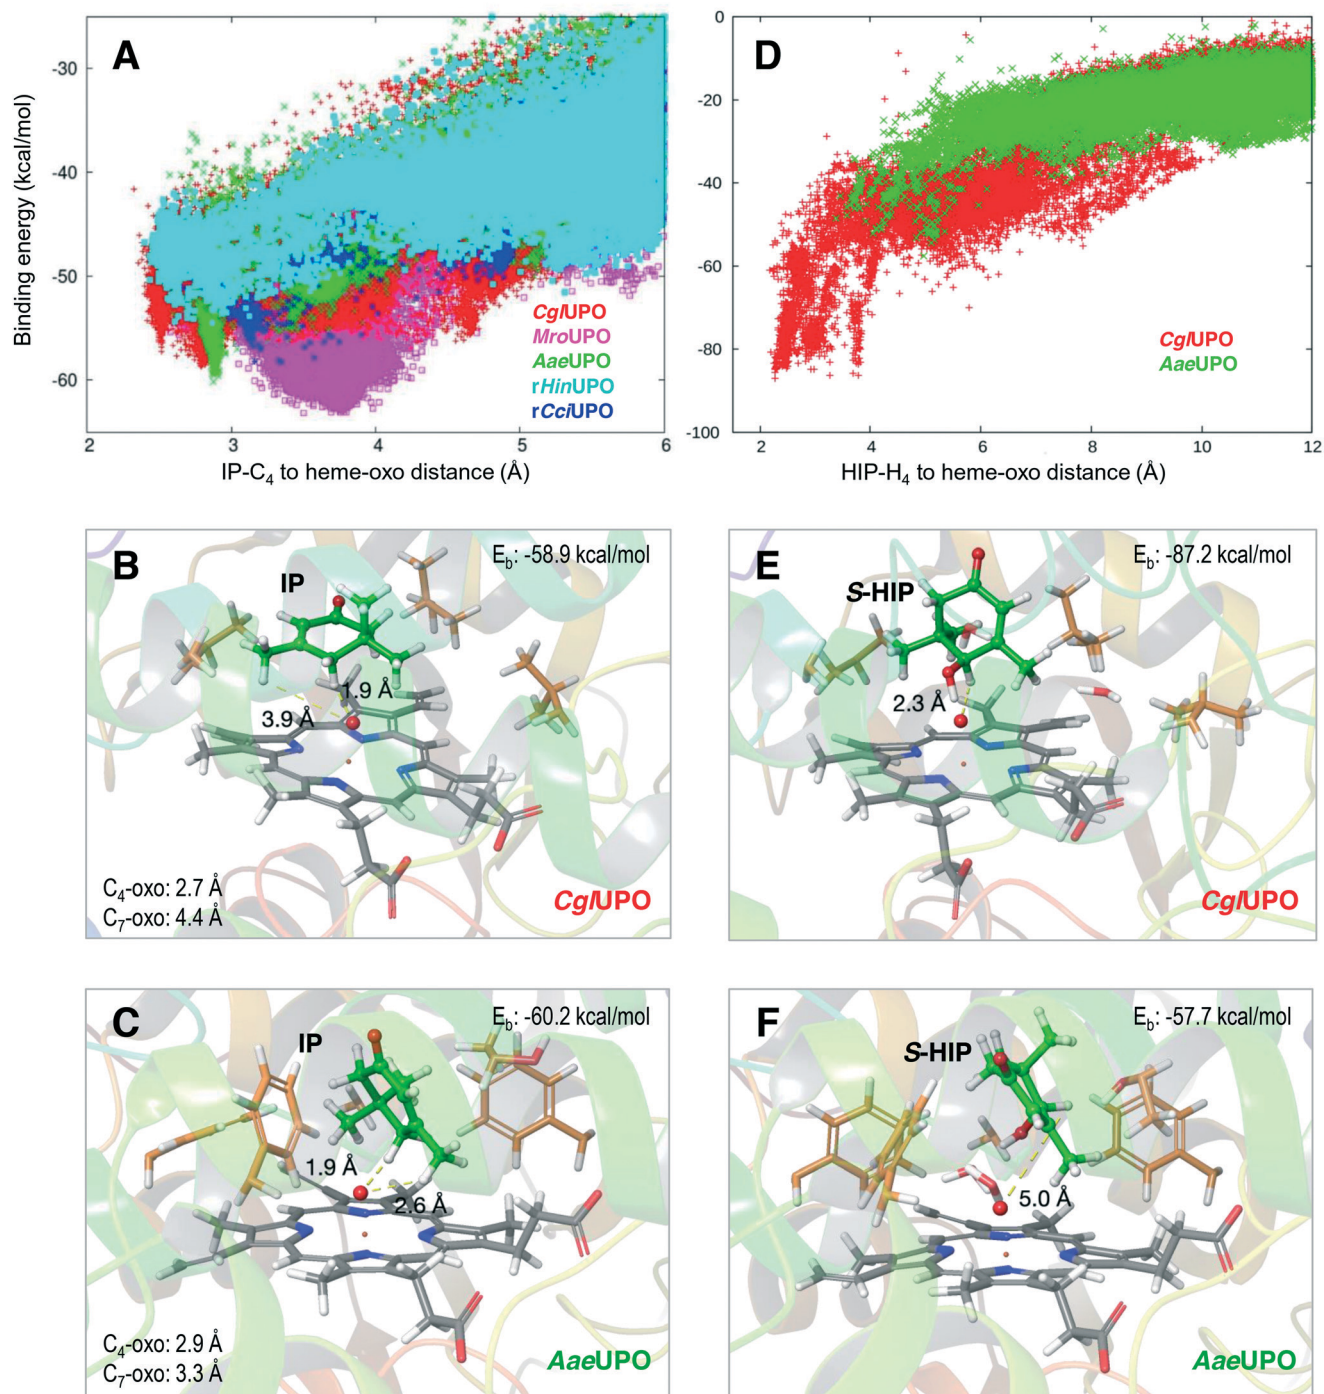 A
Binding energy (kcal/mol)
-30
-40
-50
-60
2 3 4 5 6
IP-C₄ to heme-oxo distance (Å)
CglUPO
MroUPO
AaeUPO
rHinUPO
rCciUPO
D
0
-20
-40
-60
-80
-100
2 4 6 8 10 12
HIP-H₄ to heme-oxo distance (Å)
CglUPO
AaeUPO
B
E_b: -58.9 kcal/mol
IP
1.9 Å
3.9 Å
C₄-oxo: 2.7 Å
C₇-oxo: 4.4 Å
CglUPO
E
E_b: -87.2 kcal/mol
S-HIP
2.3 Å
CglUPO
C
E_b: -60.2 kcal/mol
IP
1.9 Å
2.6 Å
C₄-oxo: 2.9 Å
C₇-oxo: 3.3 Å
AaeUPO
F
E_b: -57.7 kcal/mol
S-HIP
5.0 Å
AaeUPO